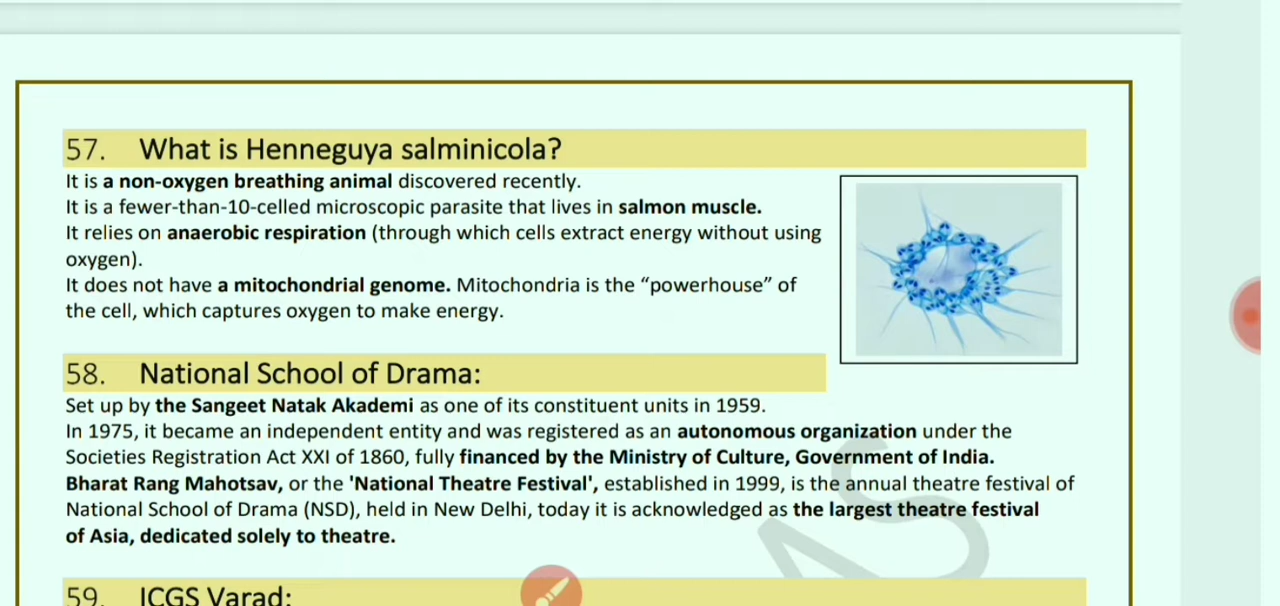 57. What is Henneguya salminicola?
It is a non-oxygen breathing animal discovered recently.
It is a fewer-than-10-celled microscopic parasite that lives in salmon muscle.
It relies on anaerobic respiration (through which cells extract energy without using
oxygen).
It does not have a mitochondrial genome. Mitochondria is the “powerhouse” of
the cell, which captures oxygen to make energy.
58. National School of Drama:
Set up by the Sangeet Natak Akademi as one of its constituent units in 1959.
In 1975, it became an independent entity and was registered as an autonomous organization under the
Societies Registration Act XXI of 1860, fully financed by the Ministry of Culture, Government of India.
Bharat Rang Mahotsav, or the 'National Theatre Festival', established in 1999, is the annual theatre festival of
National School of Drama (NSD), held in New Delhi, today it is acknowledged as the largest theatre festival
of Asia, dedicated solely to theatre.
59. ICGS Varad: